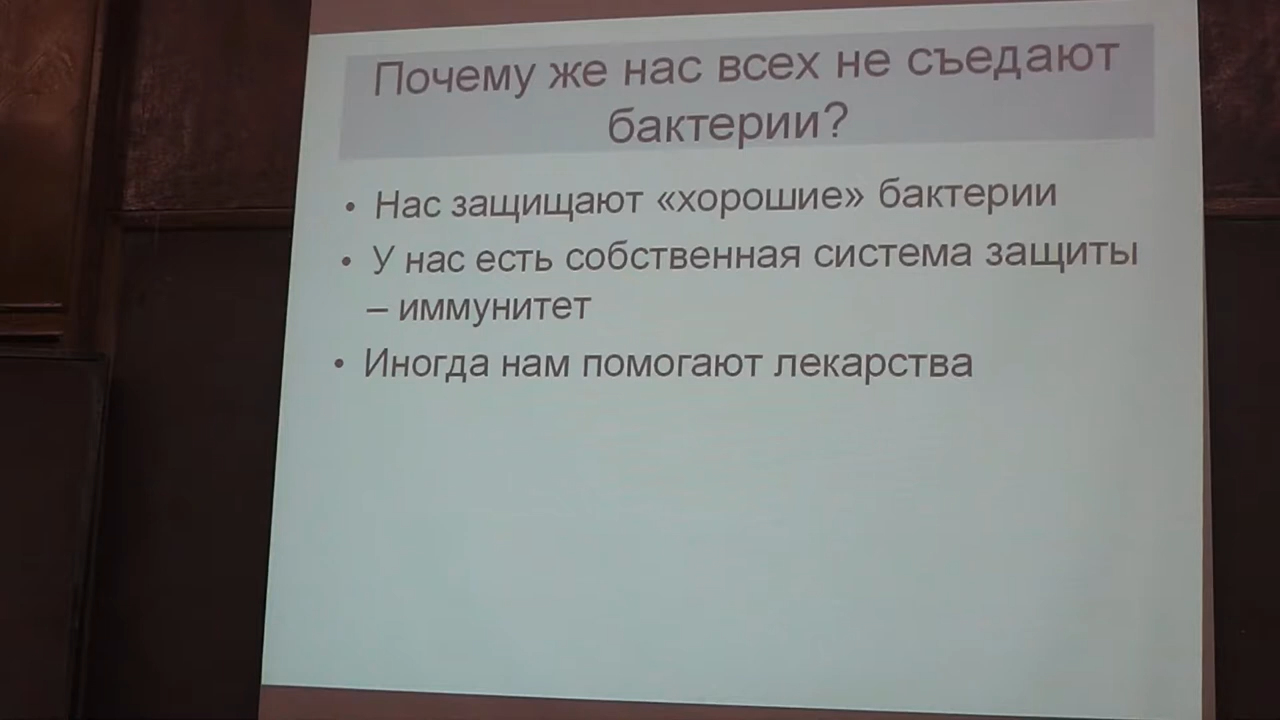 Почему же нас всех не съедают
бактерии?
• Нас защищают «хорошие» бактерии
• У нас есть собственная система защиты
– иммунитет
• Иногда нам помогают лекарства